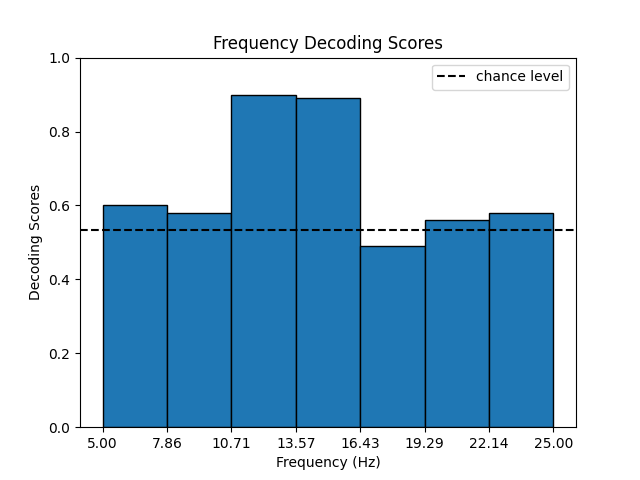 Frequency Decoding Scores
chance level
Decoding Scores
1.0
0.8
0.6
0.4
0.2
0.0
5.00 7.86 10.71 13.57 16.43 19.29 22.14 25.00
Frequency (Hz)